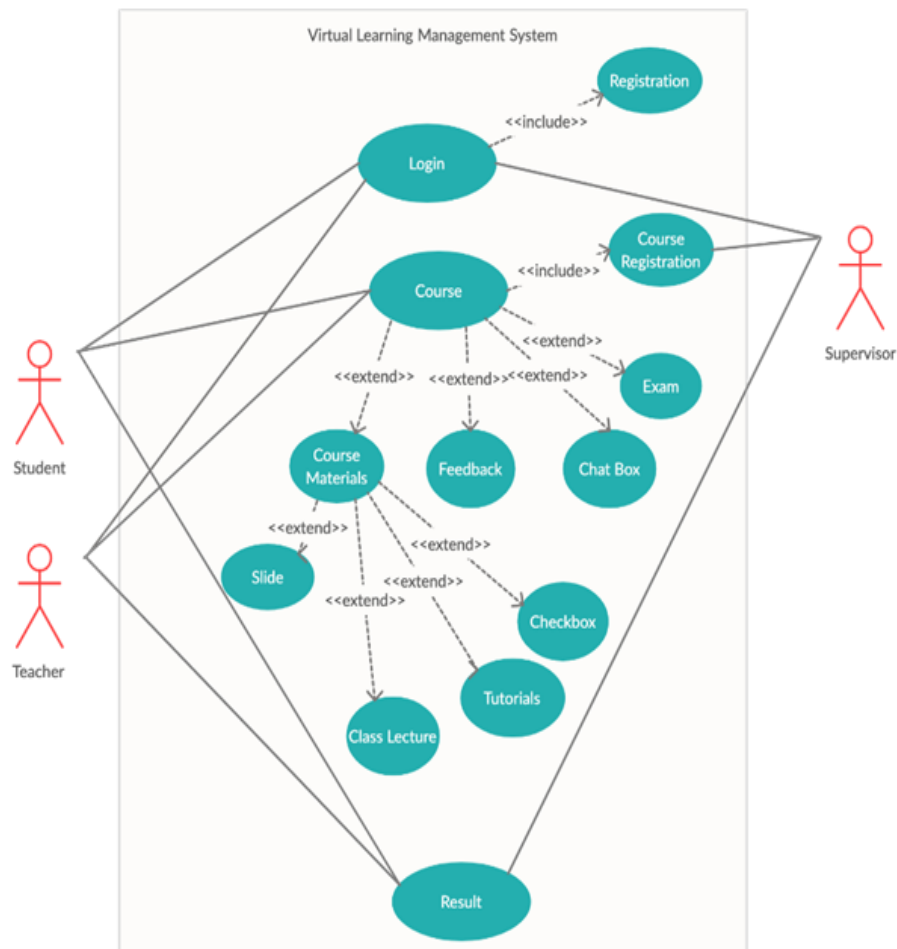 Virtual Learning Management System
Registration
<<include>>
Login
Course
Registration
<<include>>
Course
Supervisor
<<extend>>
<<extend>>
<<extend>>
<<extend>>
Exam
Student
Course
Materials
Feedback
Chat Box
<<extend>>
<<extend>>
Slide
<<extend>>
<<extend>>
Checkbox
Teacher
Tutorials
Class Lecture
Result